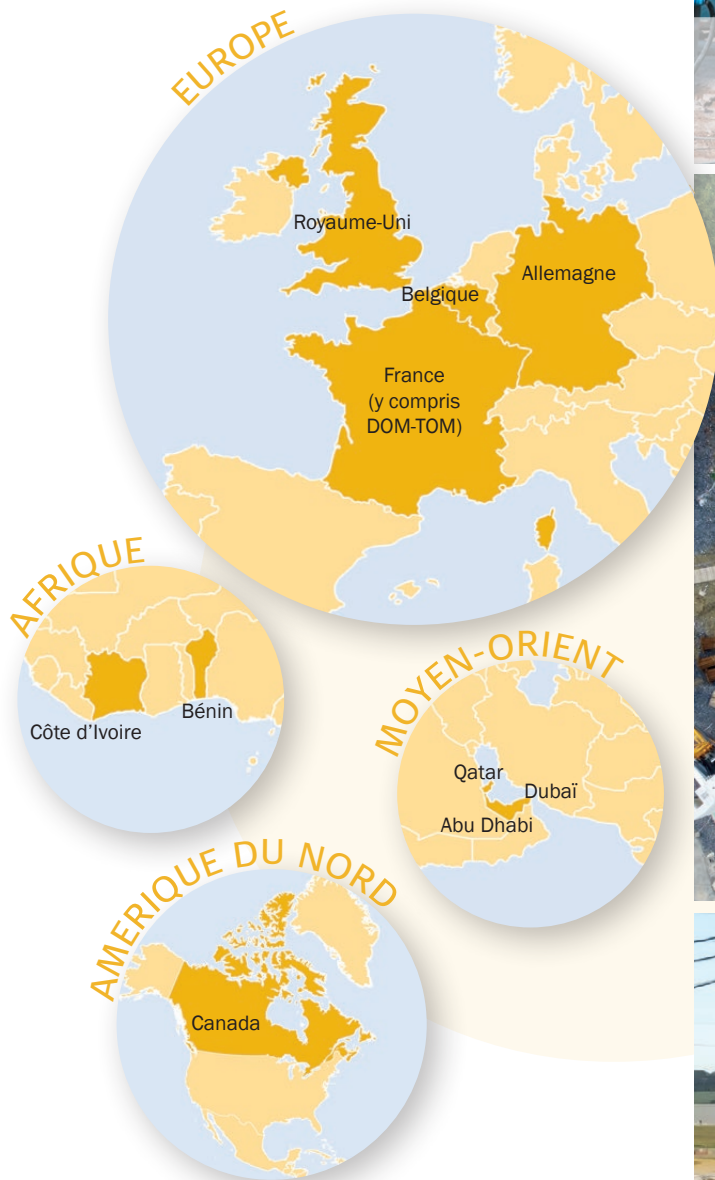 EUROPE
Royaume-Uni
Allemagne
Belgique
France
(y compris
DOM-TOM)
AFRIQUE
Côte d'Ivoire
Bénin
MOYEN-ORIENT
Qatar
Dubaï
Abu Dhabi
AMERIQUE DU NORD
Canada